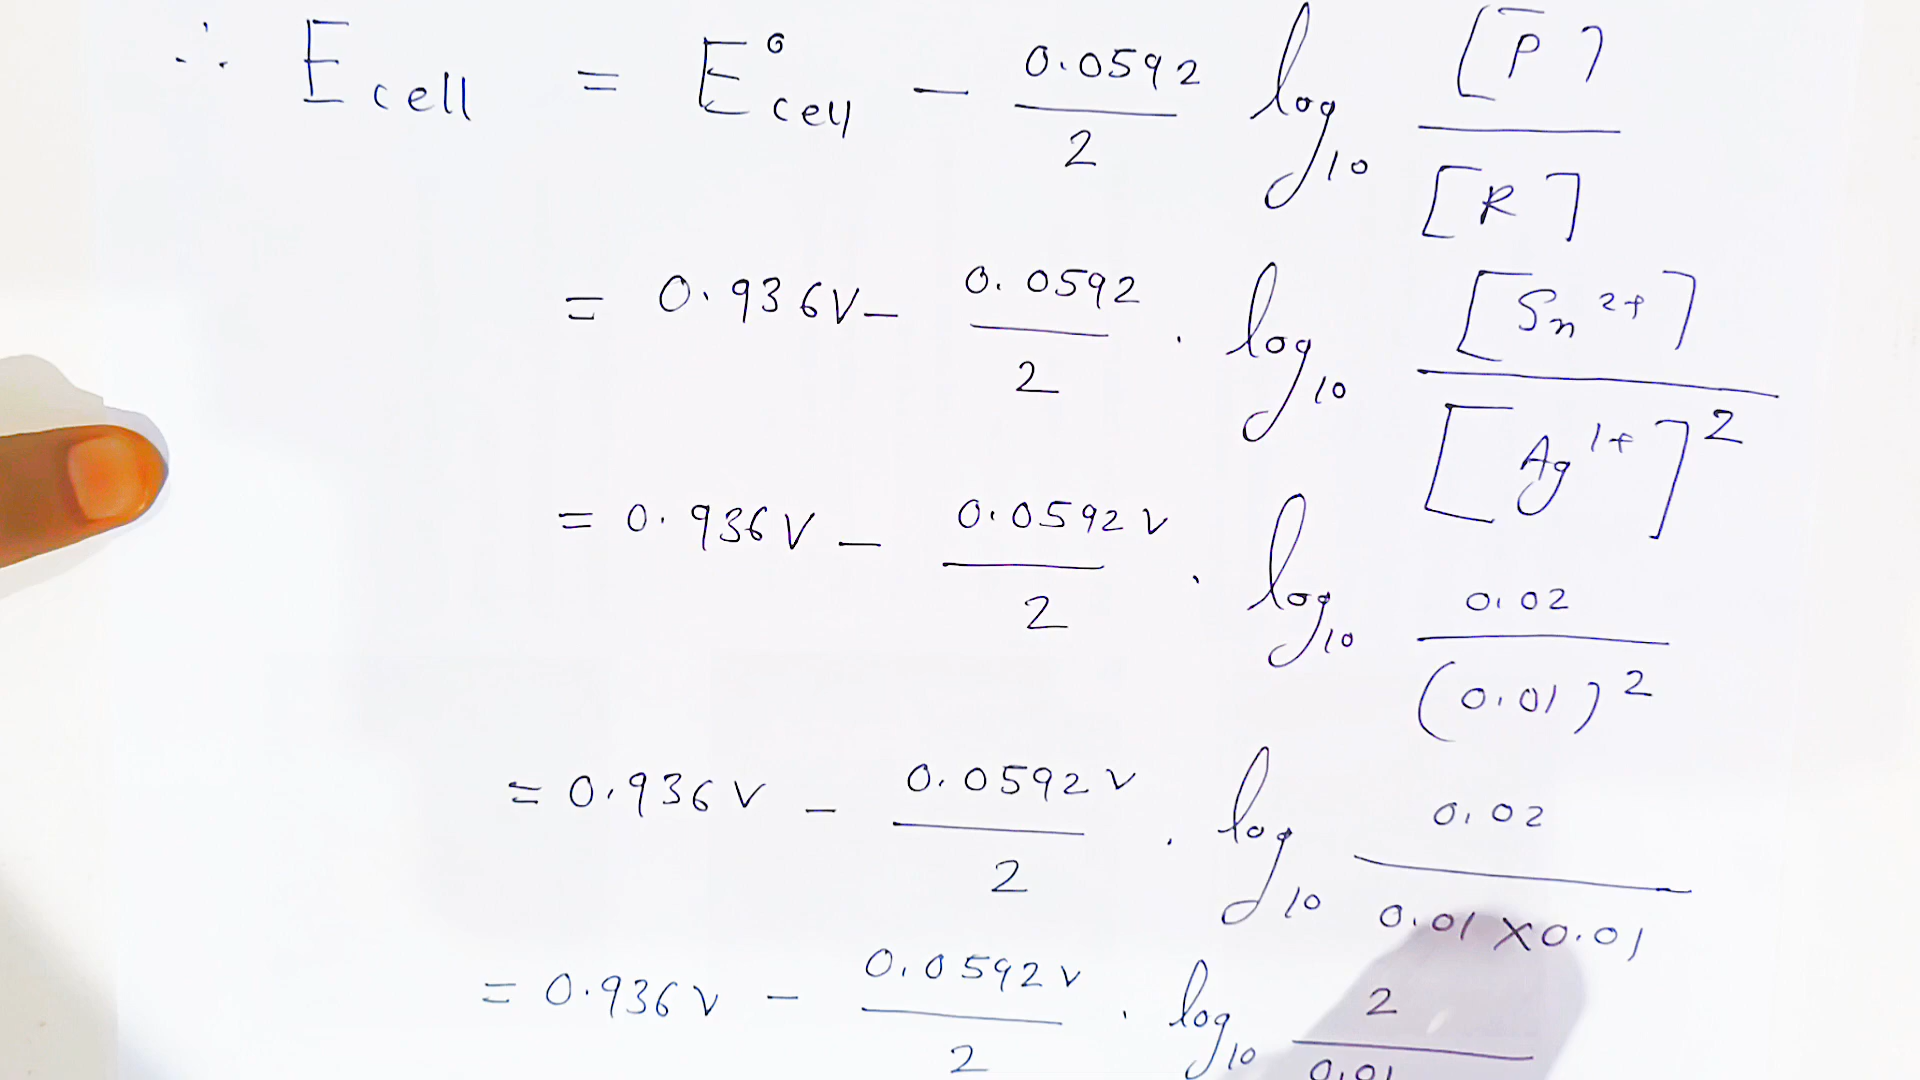 ∴ E cell = E° cell − 0.0592/2 log₁₀ [P]/[R]
= 0.936V − 0.0592/2 . log₁₀ [Sn²⁺]/[Ag¹⁺]²
= 0.936V − 0.0592V/2 . log₁₀ 0.02/(0.01)²
= 0.936V − 0.0592V/2 . log₁₀ 0.02/0.01×0.01
= 0.936V − 0.0592V/2 . log₁₀ 2/0.01